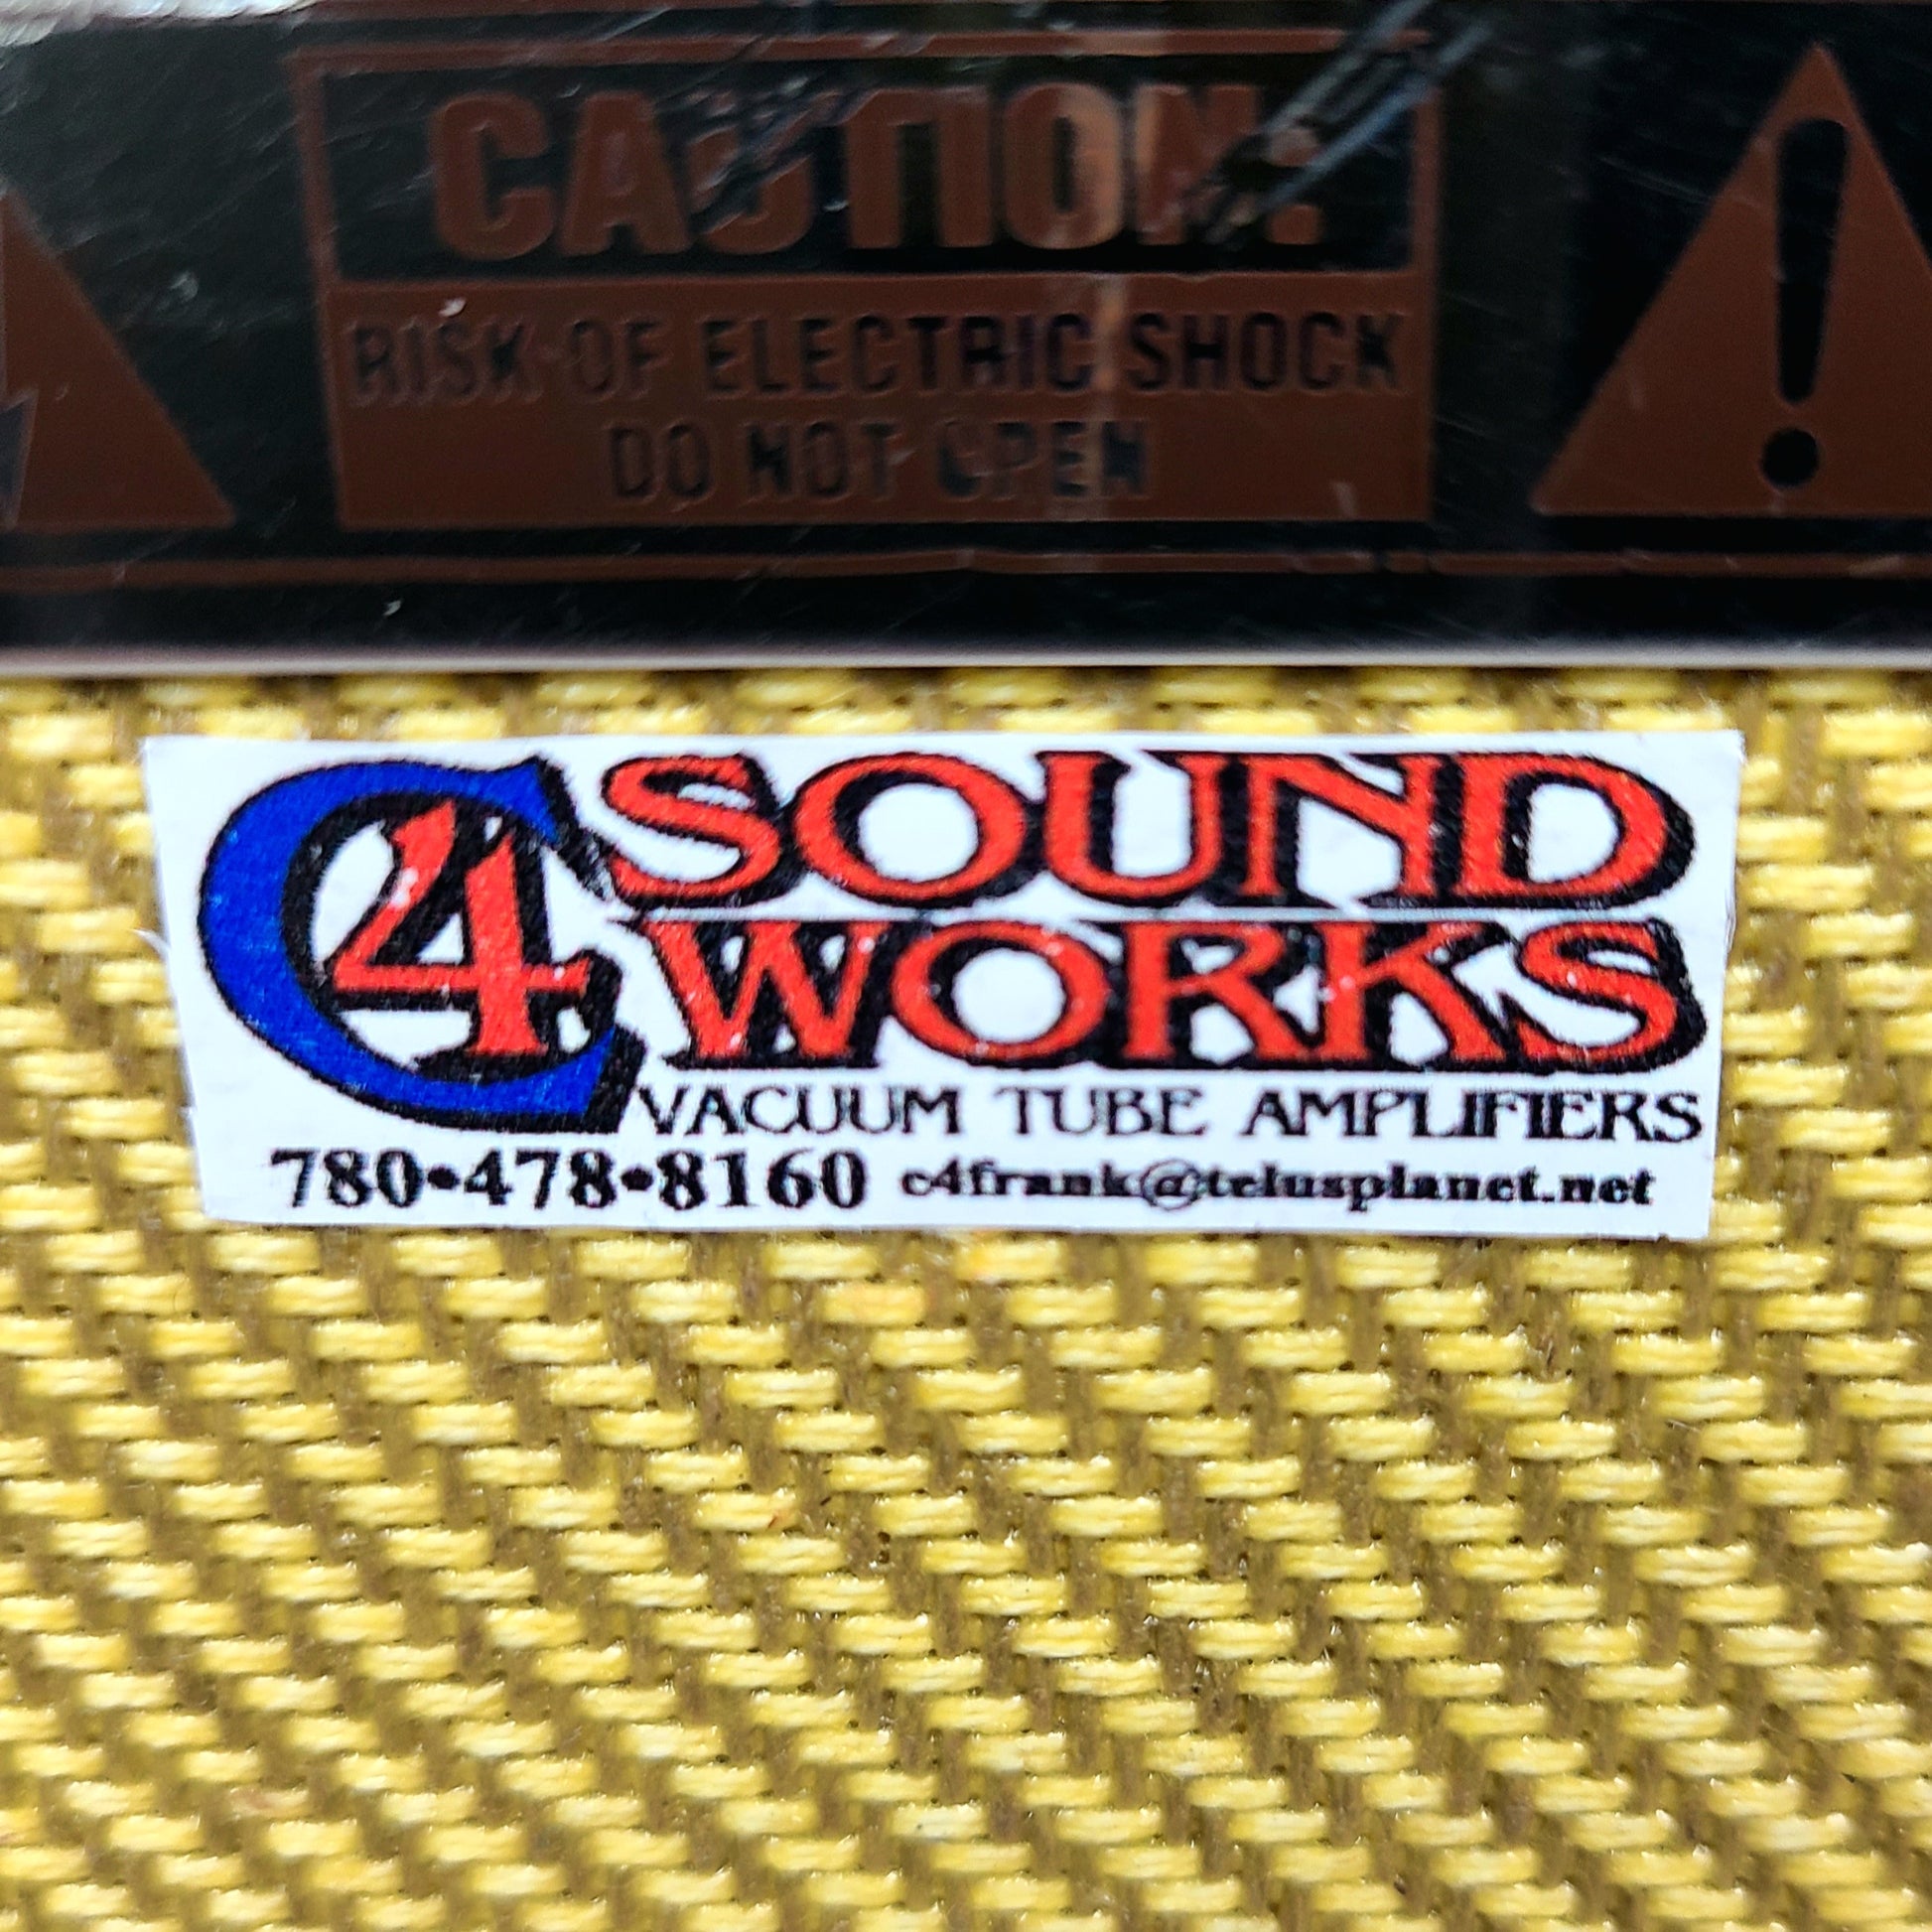 CAUTION:
RISK OF ELECTRIC SHOCK
DO NOT OPEN
C4 SOUND
WORKS
VACUUM TUBE AMPLIFIERS
780•478•8160 c4frank@telusplanet.net